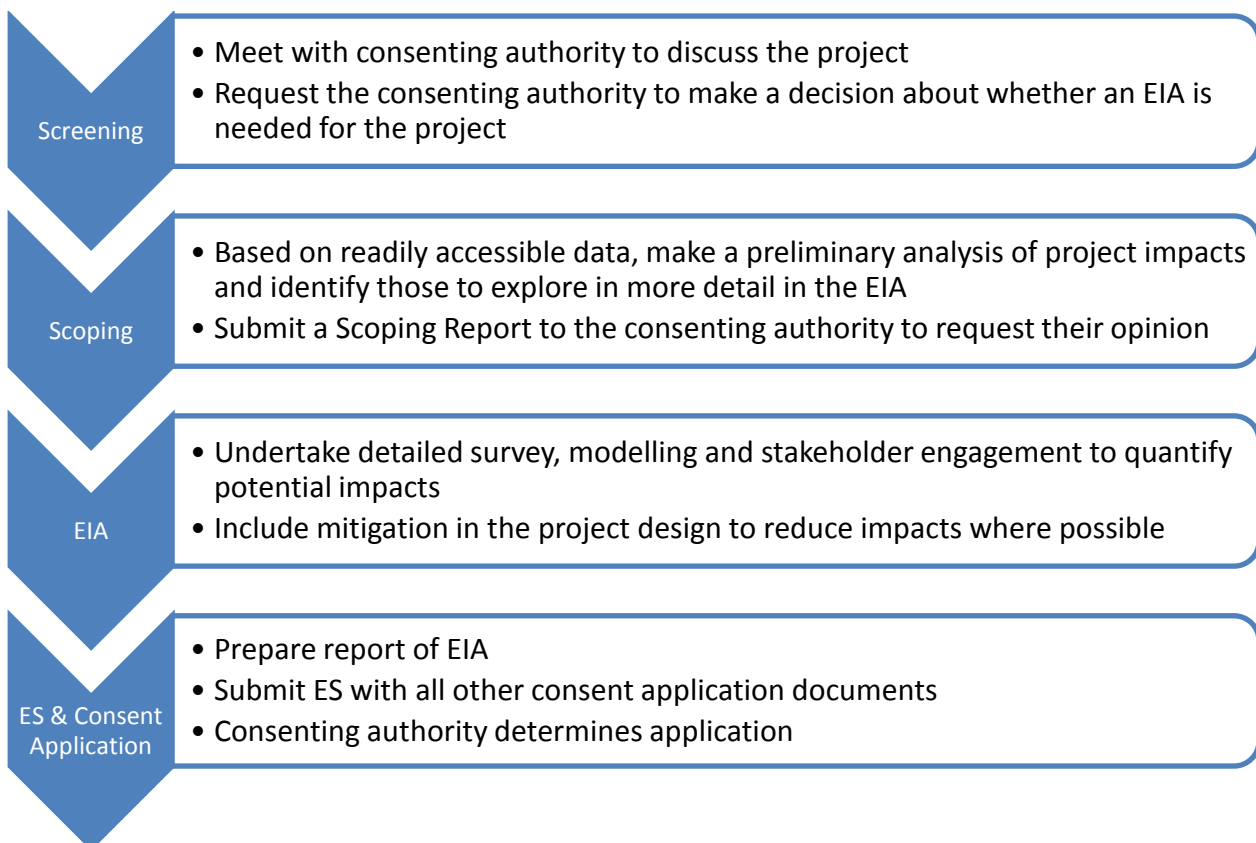 Screening
• Meet with consenting authority to discuss the project
• Request the consenting authority to make a decision about whether an EIA is
needed for the project
Scoping
• Based on readily accessible data, make a preliminary analysis of project impacts
and identify those to explore in more detail in the EIA
• Submit a Scoping Report to the consenting authority to request their opinion
EIA
• Undertake detailed survey, modelling and stakeholder engagement to quantify
potential impacts
• Include mitigation in the project design to reduce impacts where possible
ES & Consent
Application
• Prepare report of EIA
• Submit ES with all other consent application documents
• Consenting authority determines application